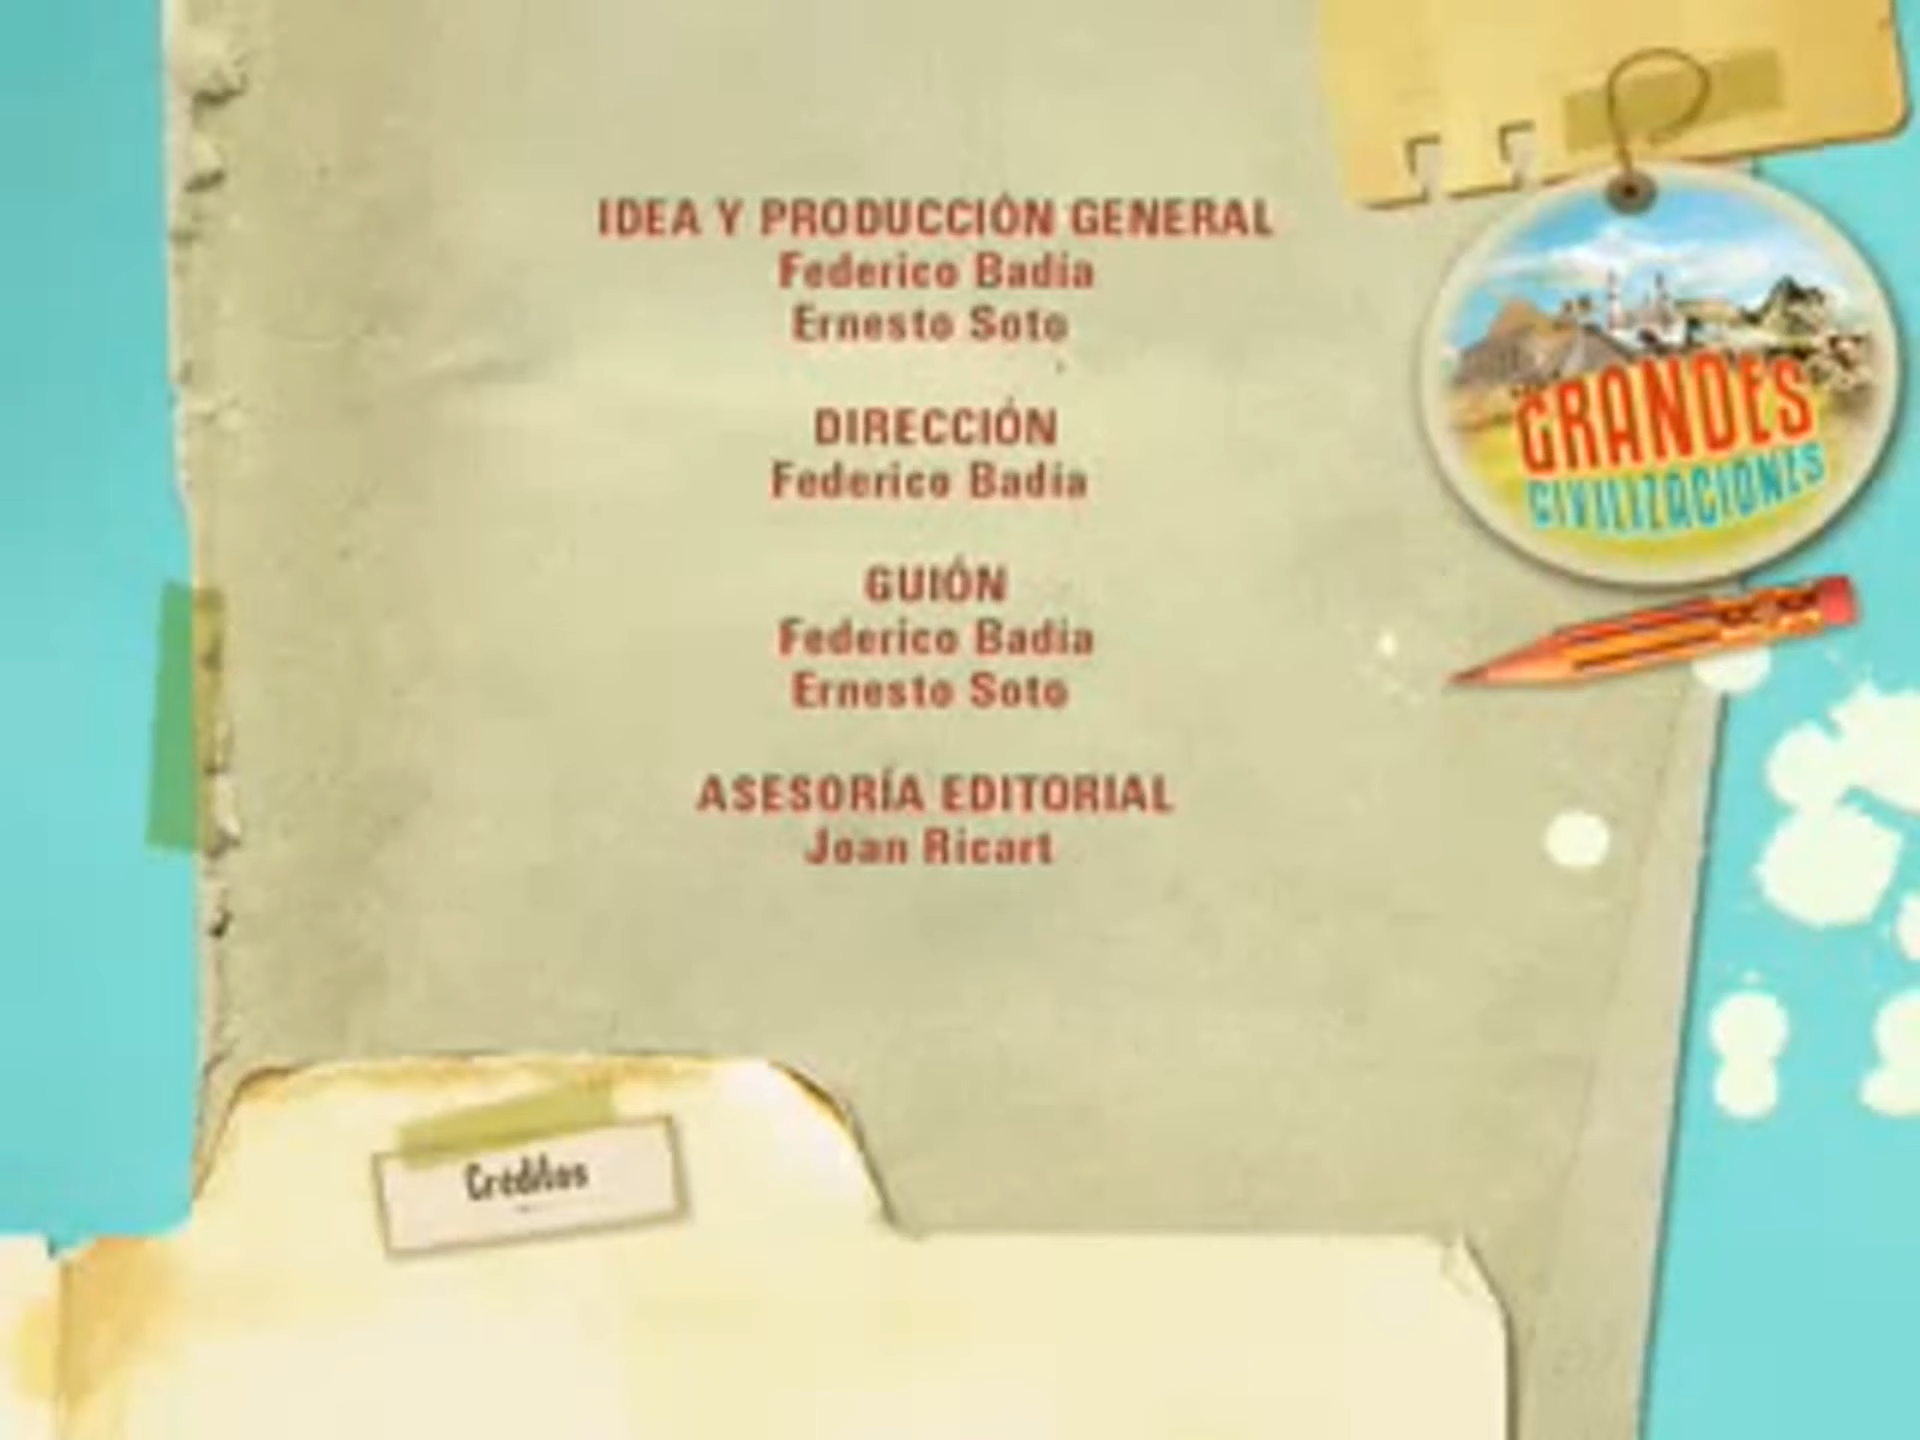 IDEA Y PRODUCCIÓN GENERAL
Federico Badia
Ernesto Soto
DIRECCIÓN
Federico Badia
GUIÓN
Federico Badia
Ernesto Soto
ASESORÍA EDITORIAL
Joan Ricart
GRANDES
CIVILIZACIONES
Créditos